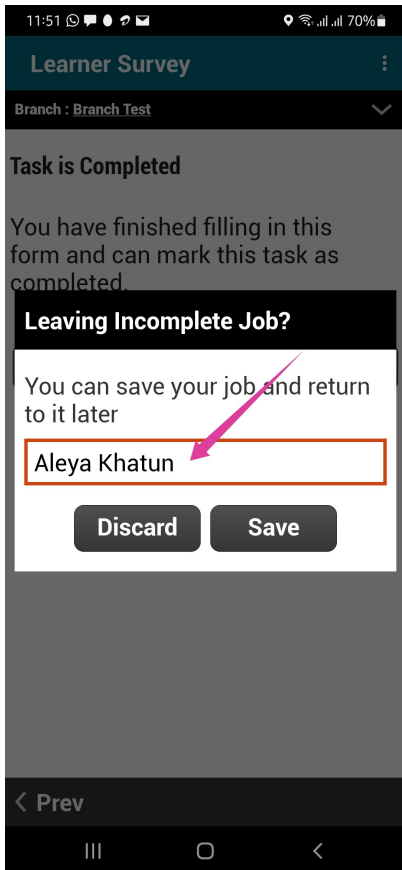 11:51
70%
Learner Survey
Branch : Branch Test
Task is Completed
You have finished filling in this
form and can mark this task as
completed.
Leaving Incomplete Job?
You can save your job and return
to it later
Aleya Khatun
Discard
Save
Prev